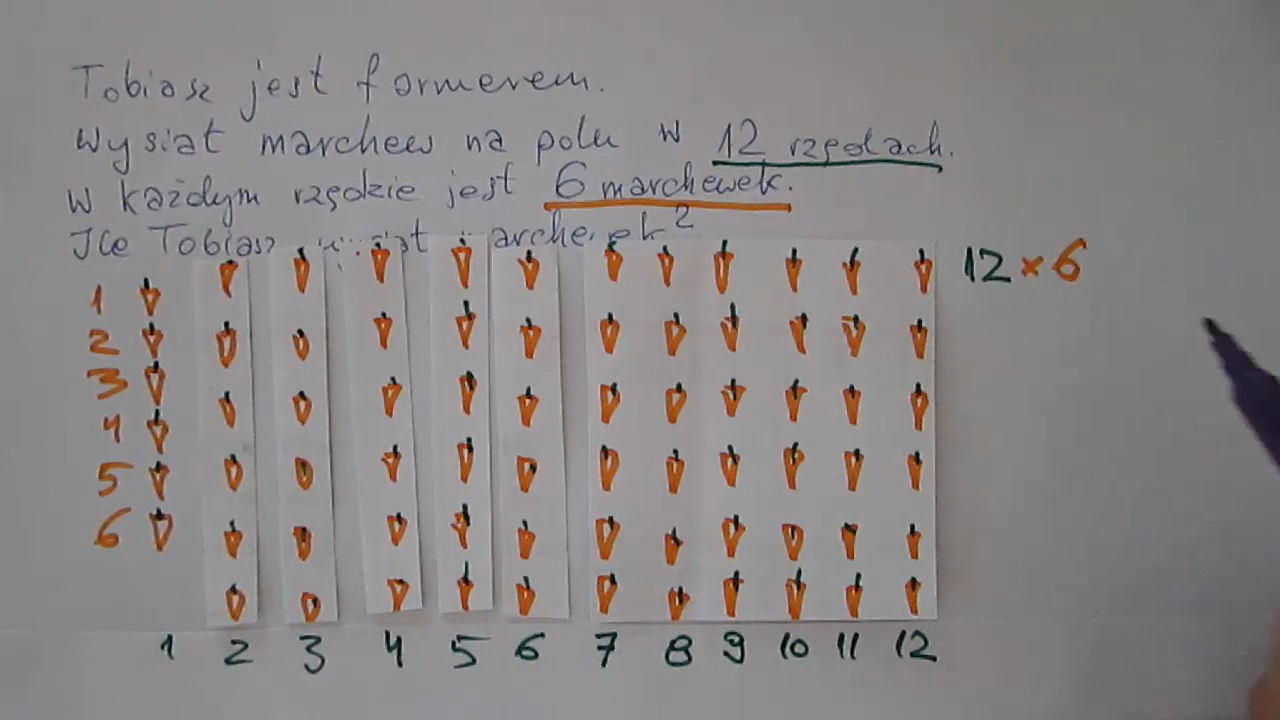 Tobiasz jest farmerem.
Wysiał marchew na polu w 12 rzędach.
W każdym rzędzie jest 6 marchewek.
Ile Tobiasz
12 × 6
1
2
3
4
5
6
1 2 3 4 5 6 7 8 9 10 11 12